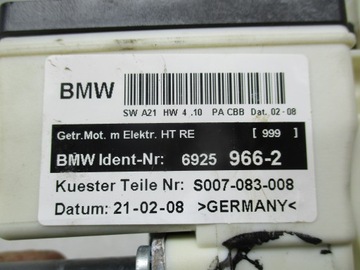 BMW
SW A21 HW 4.10 PA CBB Dat. 02-08
Getr.Mot. m Elektr. HT RE [ 999 ]
BMW Ident-Nr: 6925 966-2
Kuester Teile Nr: S007-083-008
Datum: 21-02-08 >GERMANY<